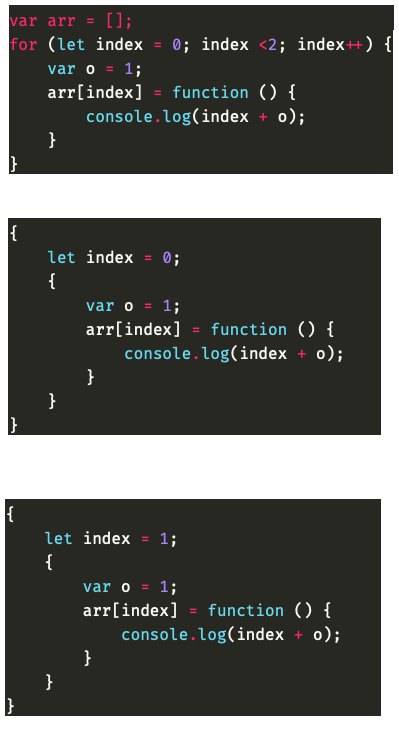 var arr = [];
for (let index = 0; index <2; index++) {
    var o = 1;
    arr[index] = function () {
        console.log(index + o);
    }
}
{
    let index = 0;
    {
        var o = 1;
        arr[index] = function () {
            console.log(index + o);
        }
    }
}
{
    let index = 1;
    {
        var o = 1;
        arr[index] = function () {
            console.log(index + o);
        }
    }
}